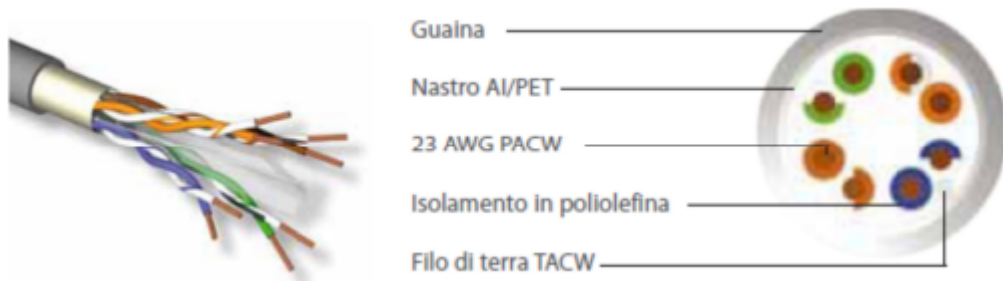 Guaina
Nastro Al/PET
23 AWG PACW
Isolamento in poliolefina
Filo di terra TACW